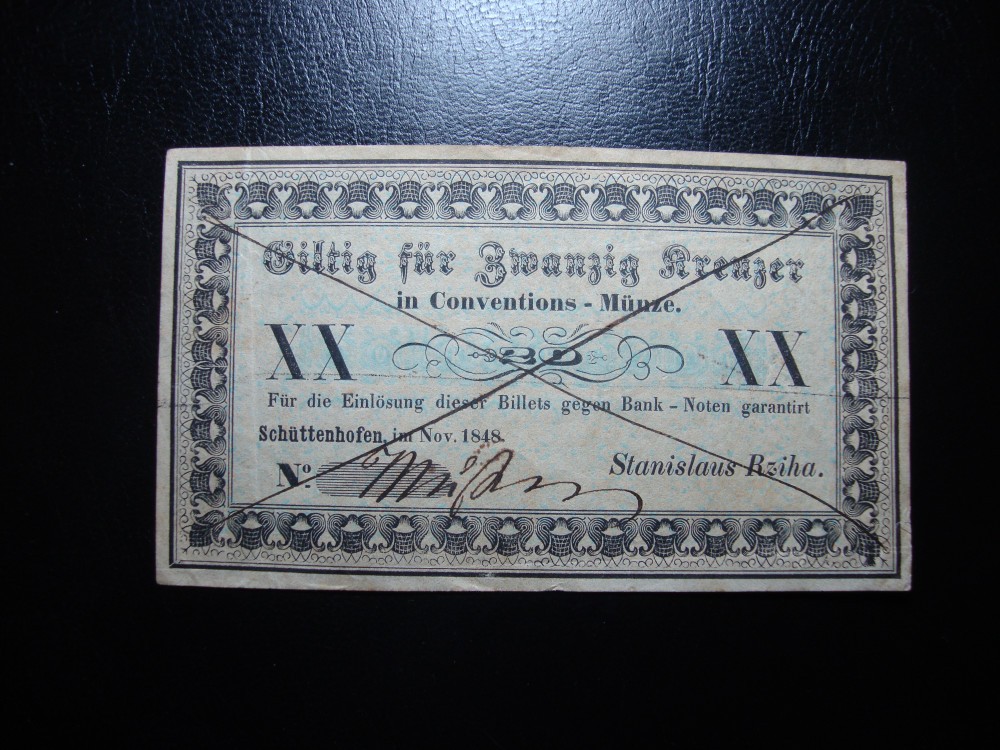 Giltig für Zwanzig Kreuzer
in Conventions - Münze.
XX 20 XX
Für die Einlösung dieser Billets gegen Bank - Noten garantirt
Schüttenhofen, im Nov. 1848.
Stanislaus Rziha.
No.